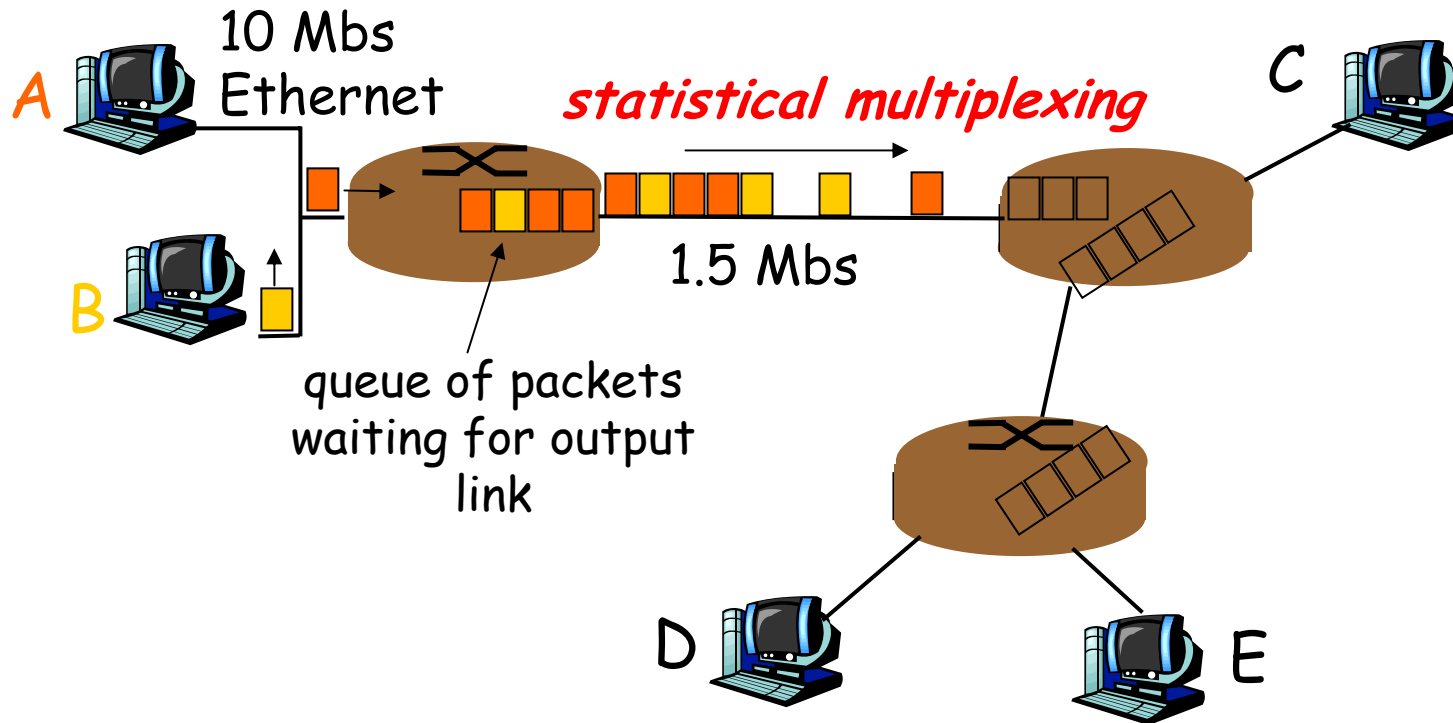 10 Mbs
Ethernet
A
statistical multiplexing
C
B
1.5 Mbs
queue of packets
waiting for output
link
D
E